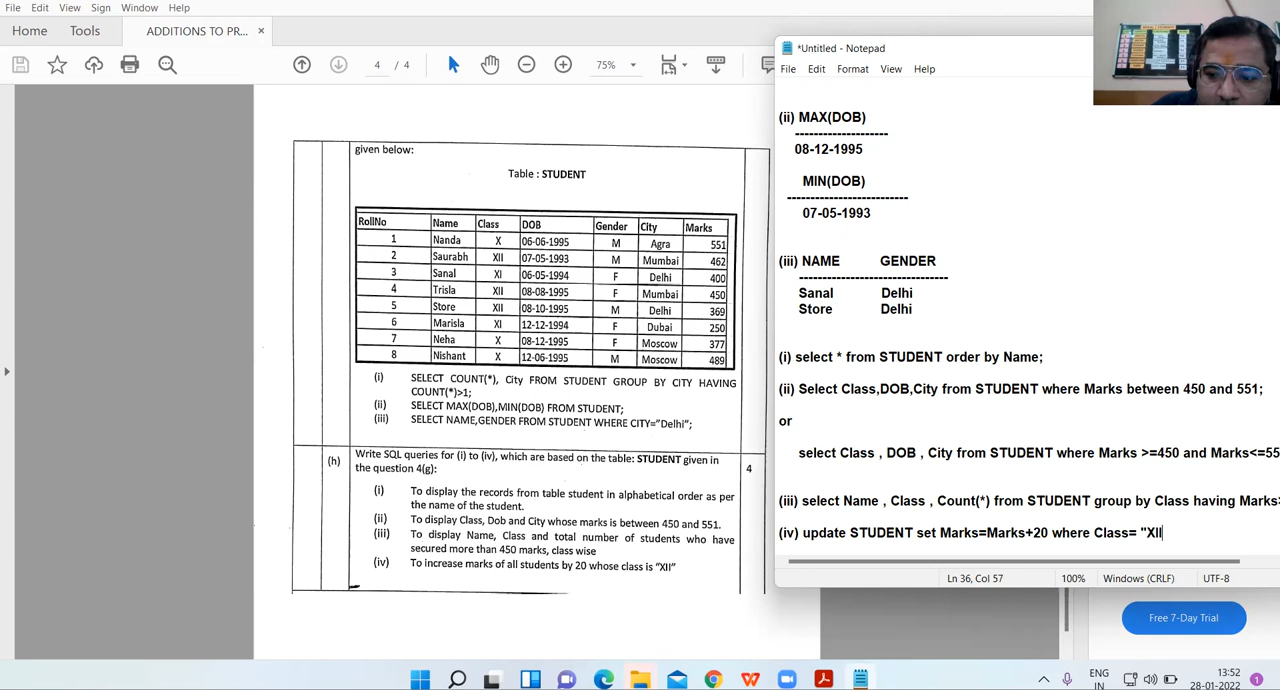 File Edit View Sign Window Help
Home Tools ADDITIONS TO PR... ×
4 / 4 75%
given below:
Table : STUDENT
RollNo Name Class DOB Gender City Marks
1 Nanda X 06-06-1995 M Agra 551
2 Saurabh XII 07-05-1993 M Mumbai 462
3 Sanal XI 06-05-1994 F Delhi 400
4 Trisla XII 08-08-1995 F Mumbai 450
5 Store XII 08-10-1995 M Delhi 369
6 Marisla XI 12-12-1994 F Dubai 250
7 Neha X 08-12-1995 F Moscow 377
8 Nishant X 12-06-1995 M Moscow 489
(i) SELECT COUNT(*), City FROM STUDENT GROUP BY CITY HAVING
COUNT(*)>1;
(ii) SELECT MAX(DOB),MIN(DOB) FROM STUDENT;
(iii) SELECT NAME,GENDER FROM STUDENT WHERE CITY="Delhi";
(h) Write SQL queries for (i) to (iv), which are based on the table: STUDENT given in 4
the question 4(g):
(i) To display the records from table student in alphabetical order as per
the name of the student.
(ii) To display Class, Dob and City whose marks is between 450 and 551.
(iii) To display Name, Class and total number of students who have
secured more than 450 marks, class wise
(iv) To increase marks of all students by 20 whose class is "XII"
*Untitled - Notepad
File Edit Format View Help
(ii) MAX(DOB)
--------------------
08-12-1995
MIN(DOB)
--------------------------
07-05-1993
(iii) NAME GENDER
--------------------------------
Sanal Delhi
Store Delhi
(i) select * from STUDENT order by Name;
(ii) Select Class,DOB,City from STUDENT where Marks between 450 and 551;
or
select Class , DOB , City from STUDENT where Marks >=450 and Marks<=55
(iii) select Name , Class , Count(*) from STUDENT group by Class having Marks>
(iv) update STUDENT set Marks=Marks+20 where Class= "XII
Ln 36, Col 57 100% Windows (CRLF) UTF-8
Free 7-Day Trial
ENG
IN
13:52
28-01-2022
1